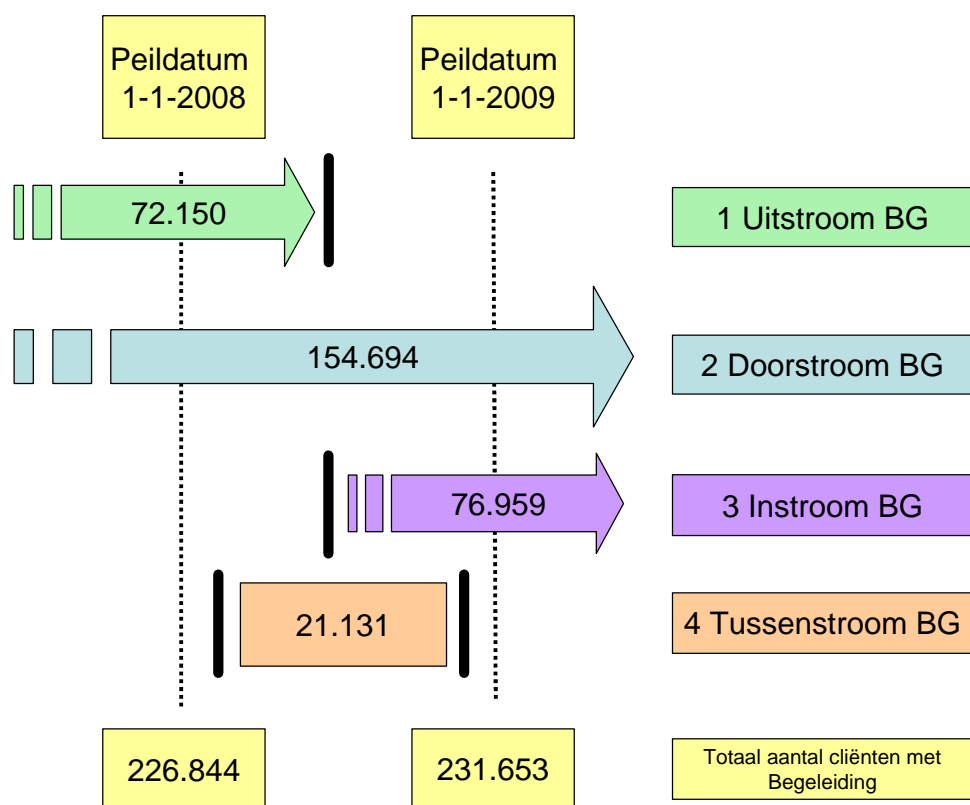 Peildatum
1-1-2008
Peildatum
1-1-2009
72.150
1 Uitstroom BG
154.694
2 Doorstroom BG
76.959
3 Instroom BG
21.131
4 Tussenstroom BG
226.844
231.653
Totaal aantal cliënten met
Begeleiding